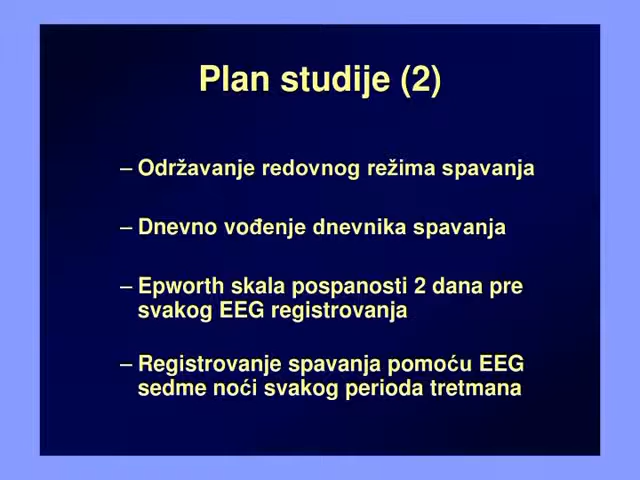 Plan studije (2)
– Održavanje redovnog režima spavanja
– Dnevno vođenje dnevnika spavanja
– Epworth skala pospanosti 2 dana pre
svakog EEG registrovanja
– Registrovanje spavanja pomoću EEG
sedme noći svakog perioda tretmana